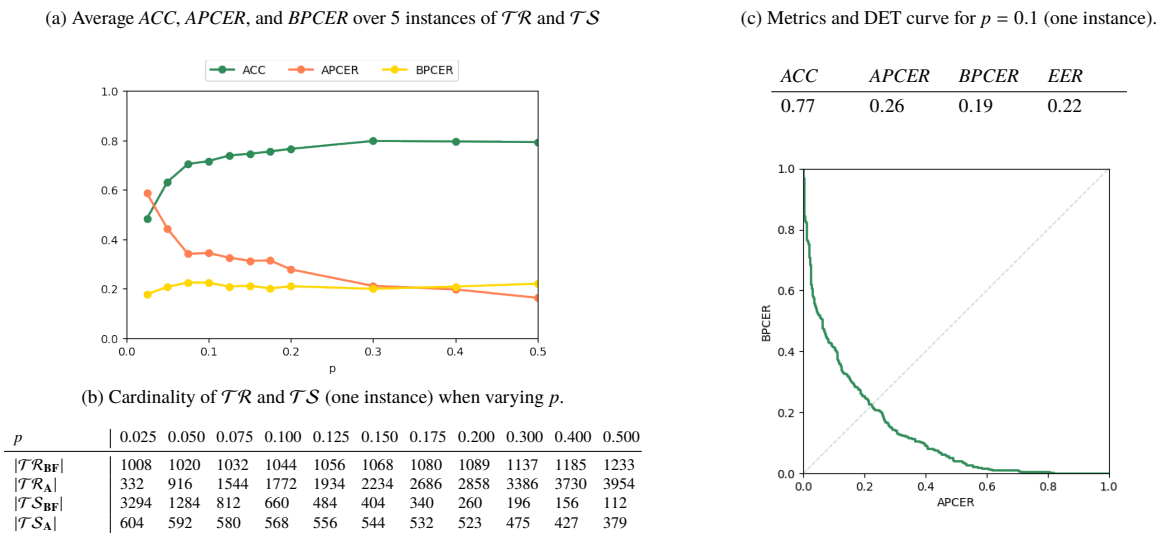 (a) Average ACC, APCER, and BPCER over 5 instances of 𝒯ℛ and 𝒯𝒮
ACC APCER BPCER
1.0
0.8
0.6
0.4
0.2
0.0
0.0 0.1 0.2 0.3 0.4 0.5
p
(b) Cardinality of 𝒯ℛ and 𝒯𝒮 (one instance) when varying p.
p 0.025 0.050 0.075 0.100 0.125 0.150 0.175 0.200 0.300 0.400 0.500
|𝒯ℛ_BF| 1008 1020 1032 1044 1056 1068 1080 1089 1137 1185 1233
|𝒯ℛ_A| 332 916 1544 1772 1934 2234 2686 2858 3386 3730 3954
|𝒯𝒮_BF| 3294 1284 812 660 484 404 340 260 196 156 112
|𝒯𝒮_A| 604 592 580 568 556 544 532 523 475 427 379
(c) Metrics and DET curve for p = 0.1 (one instance).
ACC APCER BPCER EER
0.77 0.26 0.19 0.22
1.0
0.8
0.6
0.4
0.2
0.0
BPCER
0.0 0.2 0.4 0.6 0.8 1.0
APCER